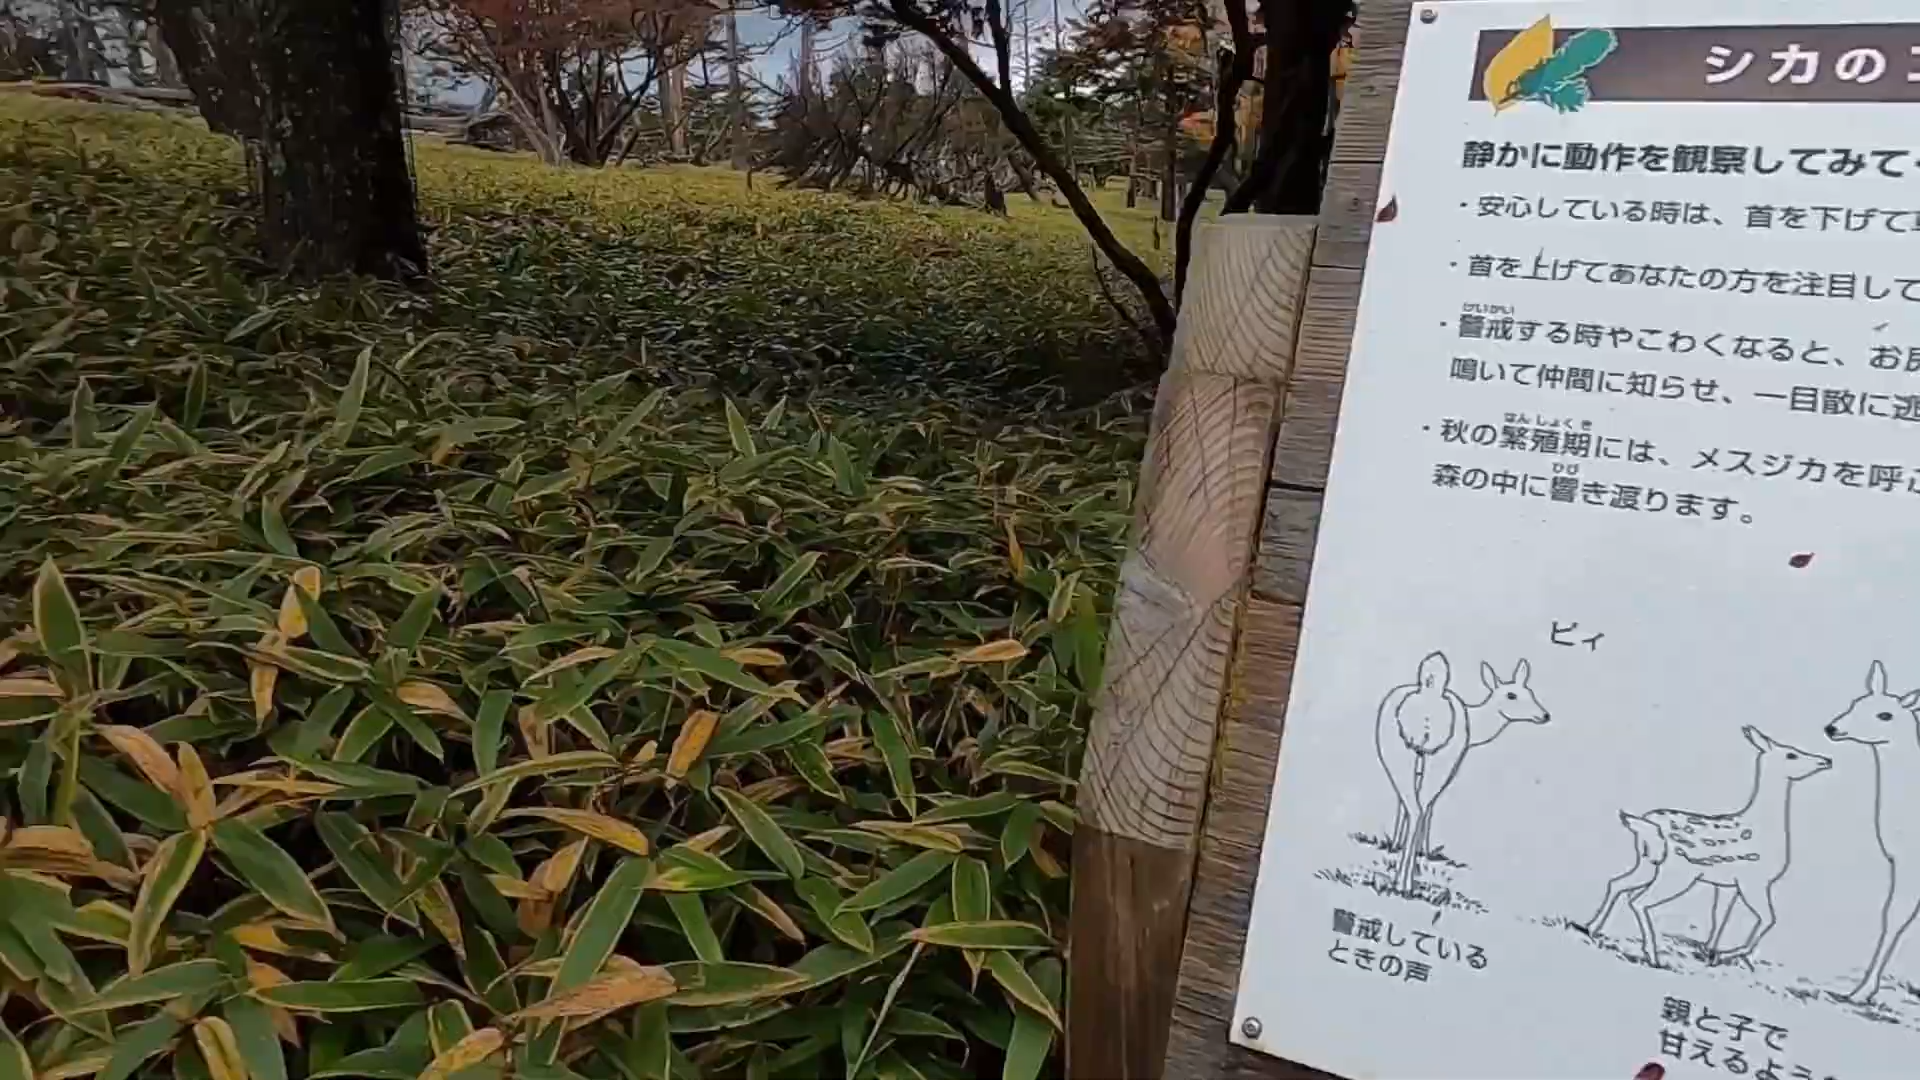 シカの
静かに動作を観察してみて
・安心している時は、首を下げて
・首を上げてあなたの方を注目して
けいかい
・警戒する時やこわくなると、お尻
鳴いて仲間に知らせ、一目散に逃
はんしょくき
・秋の繁殖期には、メスジカを呼ぶ
ひび
森の中に響き渡ります。
ピィ
警戒している
ときの声
親と子で
甘えるよう